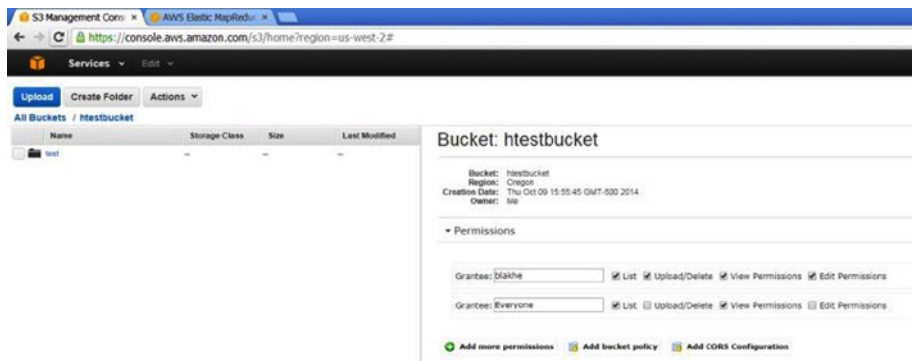 S3 Management Cons
AWS Elastic MapRedu
https://console.aws.amazon.com/s3/home?region=us-west-2#
Services Edit
Upload Create Folder Actions
All Buckets / htestbucket
Name Storage Class Size Last Modified
test -- -- --
Bucket: htestbucket
Bucket: htestbucket
Region: Oregon
Creation Date: Thu Oct 09 15:55:45 GMT-500 2014
Owner: Me
Permissions
Grantee: blakhe List Upload/Delete View Permissions Edit Permissions
Grantee: Everyone List Upload/Delete View Permissions Edit Permissions
Add more permissions Add bucket policy Add CORS Configuration